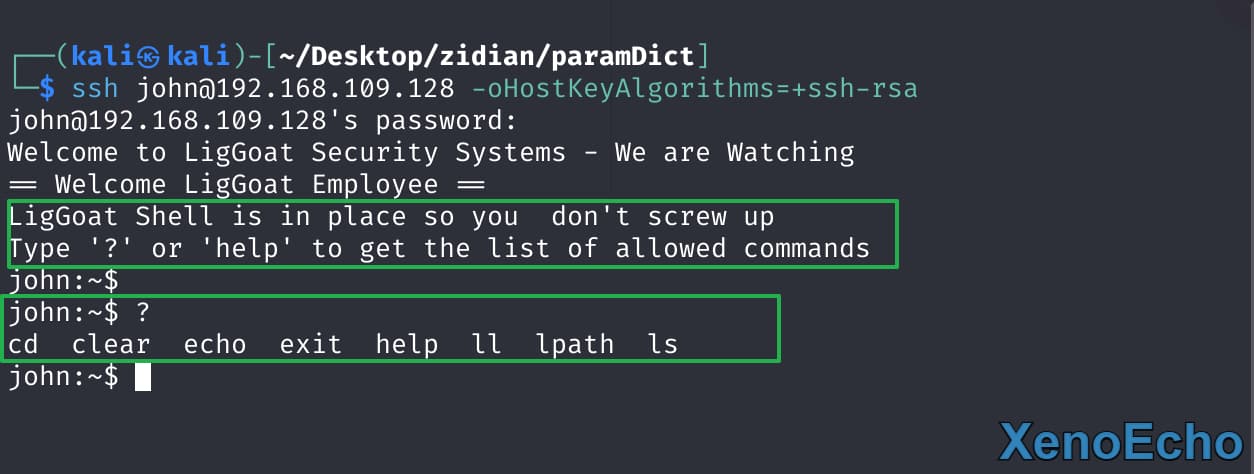 ┌──(kali㉿kali)-[~/Desktop/zidian/paramDict]
└─$ ssh john@192.168.109.128 -oHostKeyAlgorithms=+ssh-rsa
john@192.168.109.128's password:
Welcome to LigGoat Security Systems - We are Watching
== Welcome LigGoat Employee ==
LigGoat Shell is in place so you  don't screw up
Type '?' or 'help' to get the list of allowed commands
john:~$
john:~$ ?
cd  clear  echo  exit  help  ll  lpath  ls
john:~$
XenoEcho